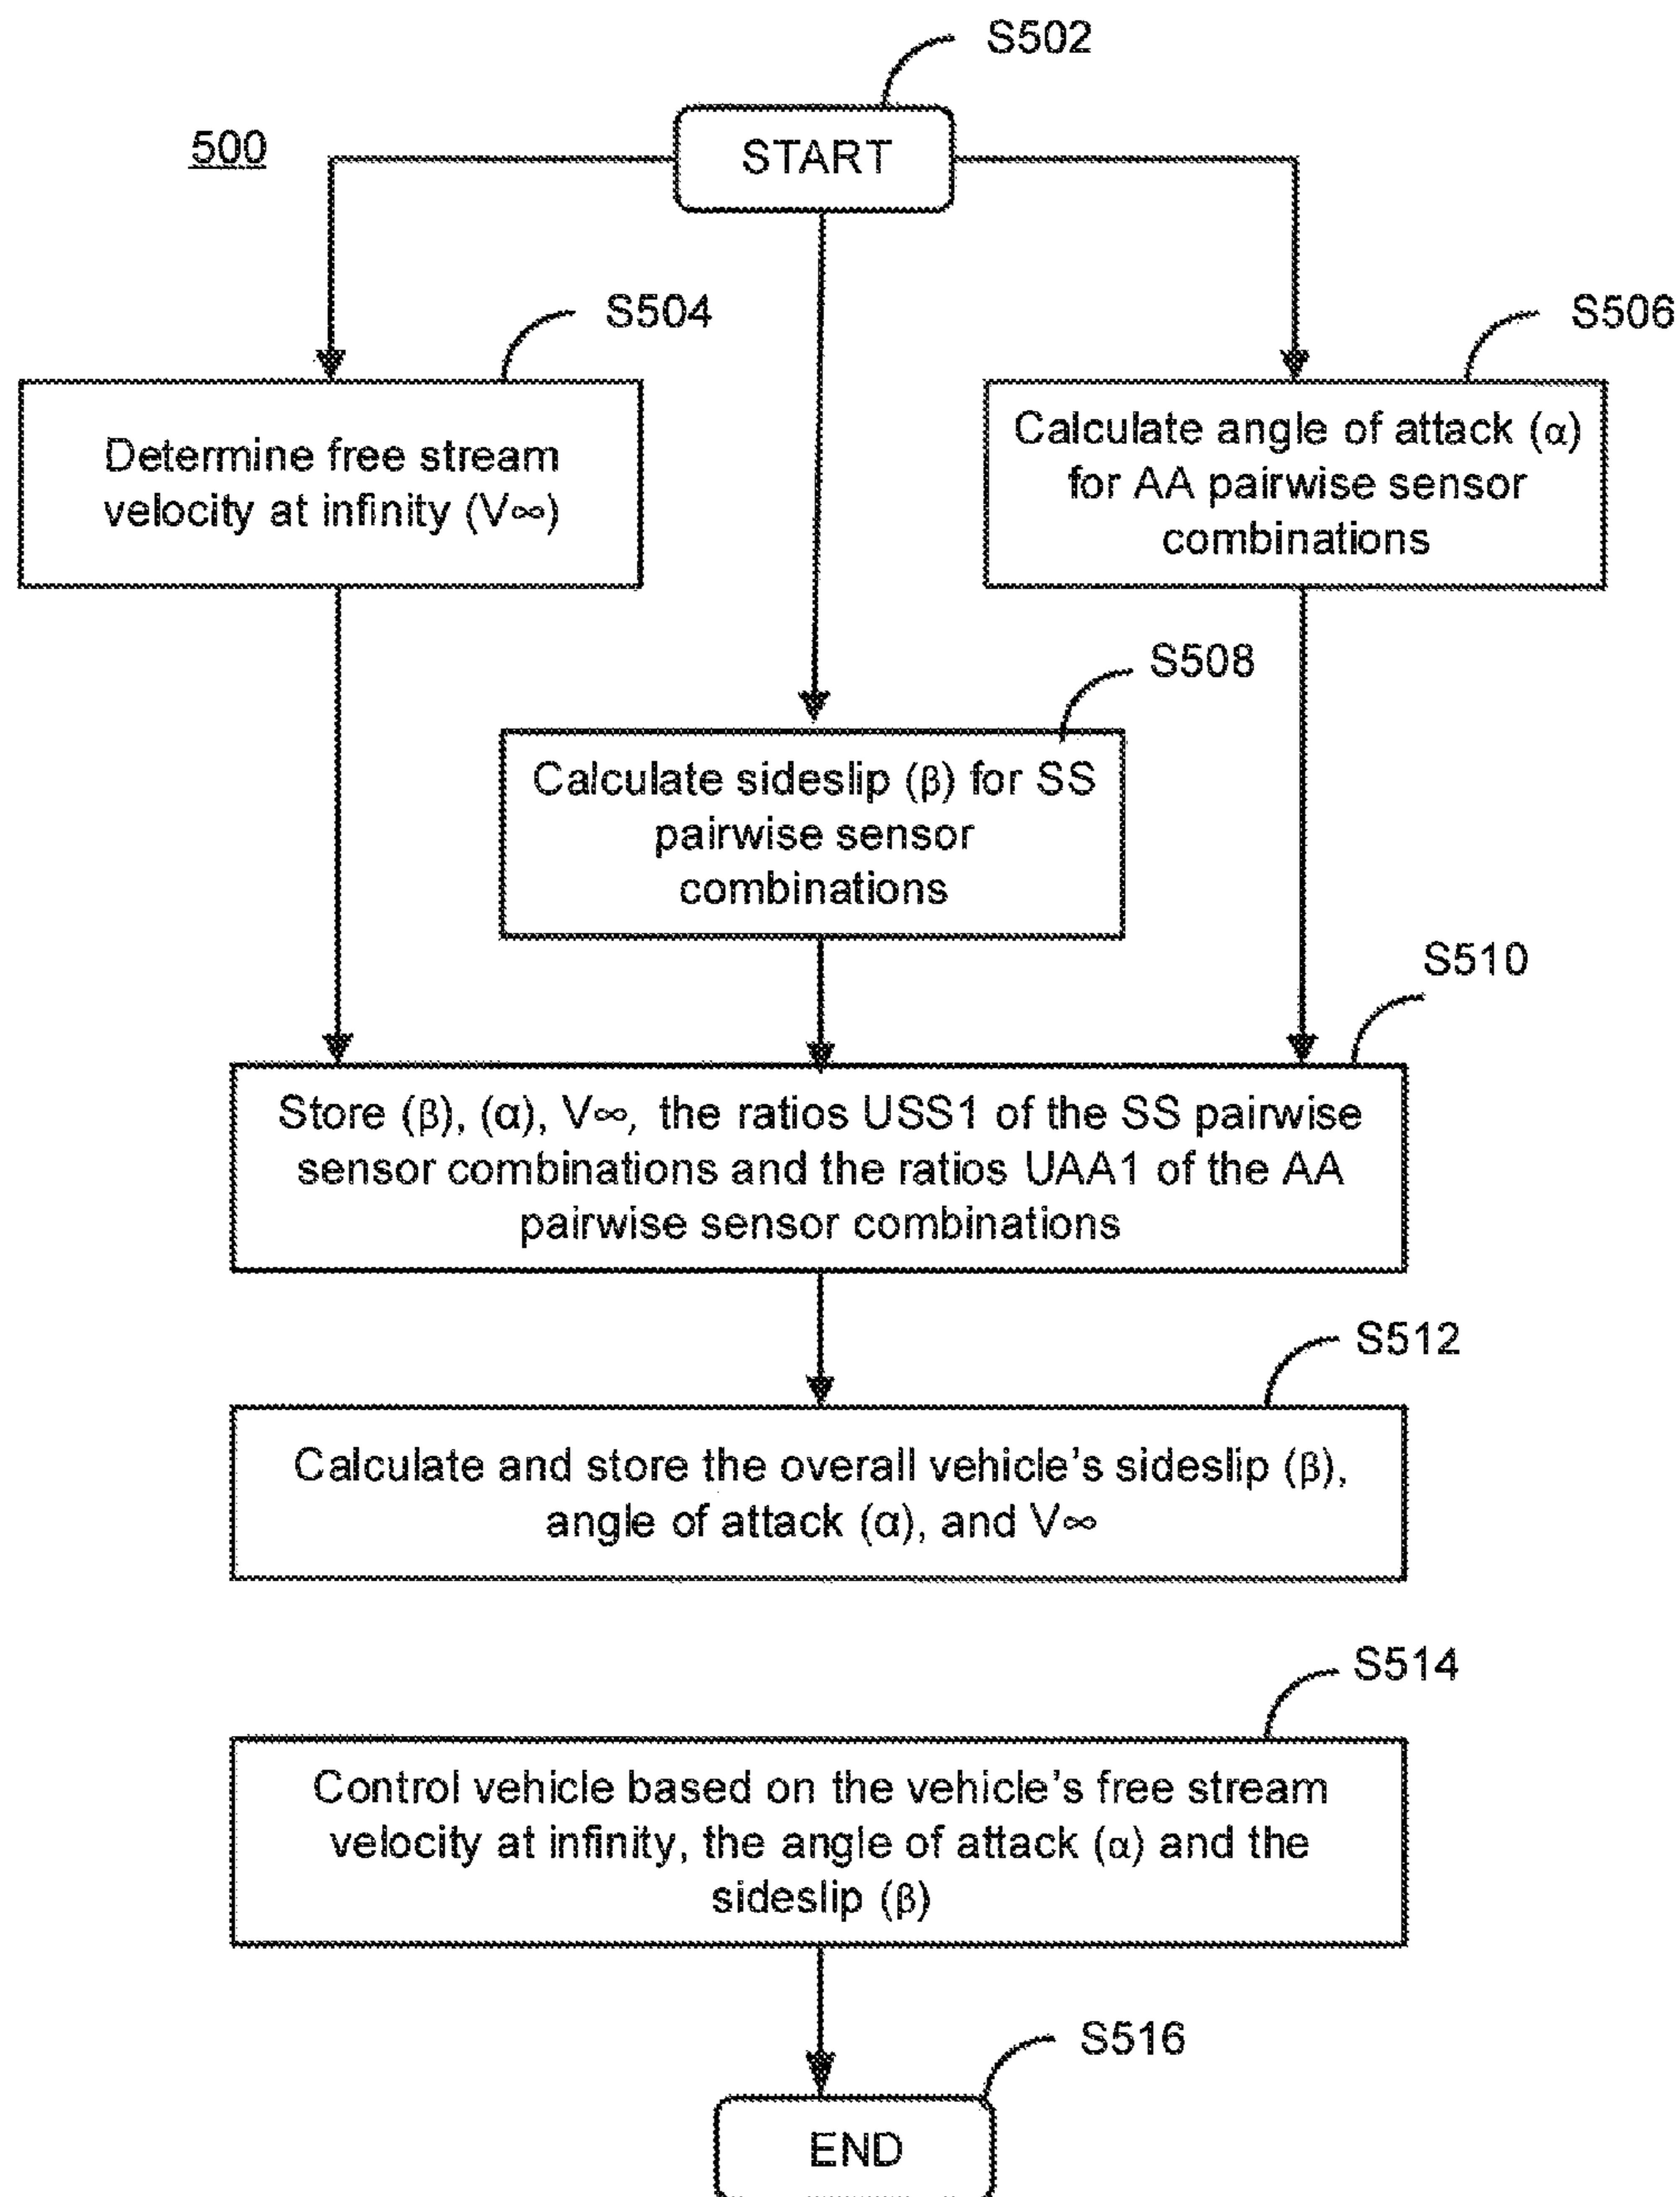 S502
500
START
S504
S506
Determine free stream
velocity at infinity (V∞)
Calculate angle of attack (α)
for AA pairwise sensor
combinations
S508
Calculate sideslip (β) for SS
pairwise sensor
combinations
S510
Store (β), (α), V∞, the ratios USS1 of the SS pairwise
sensor combinations and the ratios UAA1 of the AA
pairwise sensor combinations
S512
Calculate and store the overall vehicle's sideslip (β),
angle of attack (α), and V∞
S514
Control vehicle based on the vehicle's free stream
velocity at infinity, the angle of attack (α) and the
sideslip (β)
S516
END